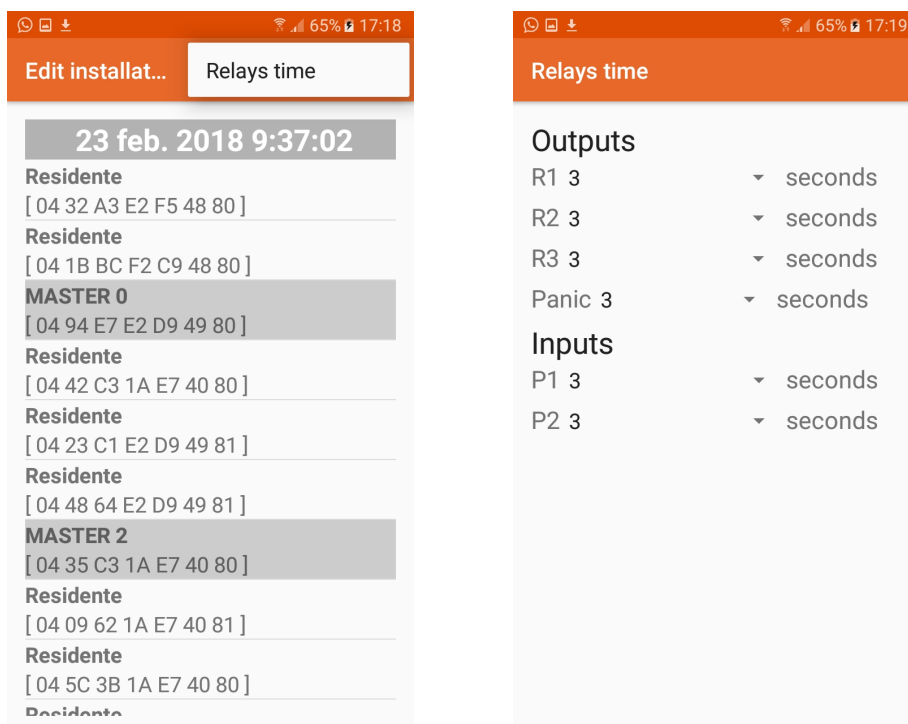 65% 17:18
Edit installat...
Relays time
23 feb. 2018 9:37:02
Residente
[ 04 32 A3 E2 F5 48 80 ]
Residente
[ 04 1B BC F2 C9 48 80 ]
MASTER 0
[ 04 94 E7 E2 D9 49 80 ]
Residente
[ 04 42 C3 1A E7 40 80 ]
Residente
[ 04 23 C1 E2 D9 49 81 ]
Residente
[ 04 48 64 E2 D9 49 81 ]
MASTER 2
[ 04 35 C3 1A E7 40 80 ]
Residente
[ 04 09 62 1A E7 40 81 ]
Residente
[ 04 5C 3B 1A E7 40 80 ]
Residente
65% 17:19
Relays time
Outputs
R1 3 seconds
R2 3 seconds
R3 3 seconds
Panic 3 seconds
Inputs
P1 3 seconds
P2 3 seconds